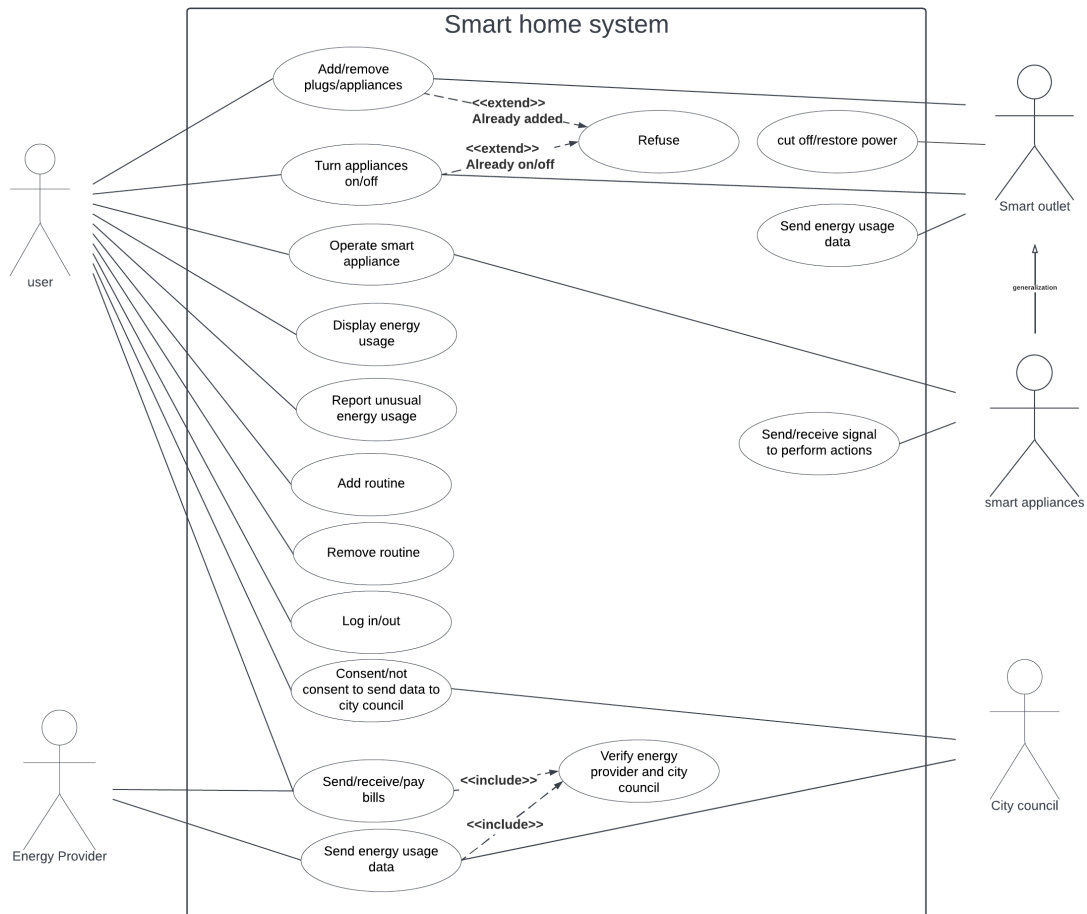 Smart home system
Add/remove
plugs/appliances
<<extend>>
Already added
Refuse
cut off/restore power
<<extend>>
Already on/off
Turn appliances
on/off
Smart outlet
Send energy usage
data
user
Operate smart
appliance
generalization
Display energy
usage
Report unusual
energy usage
Send/receive signal
to perform actions
Add routine
smart appliances
Remove routine
Log in/out
Consent/not
consent to send data to
city council
Verify energy
provider and city
council
<<include>>
Send/receive/pay
bills
City council
<<include>>
Energy Provider
Send energy usage
data